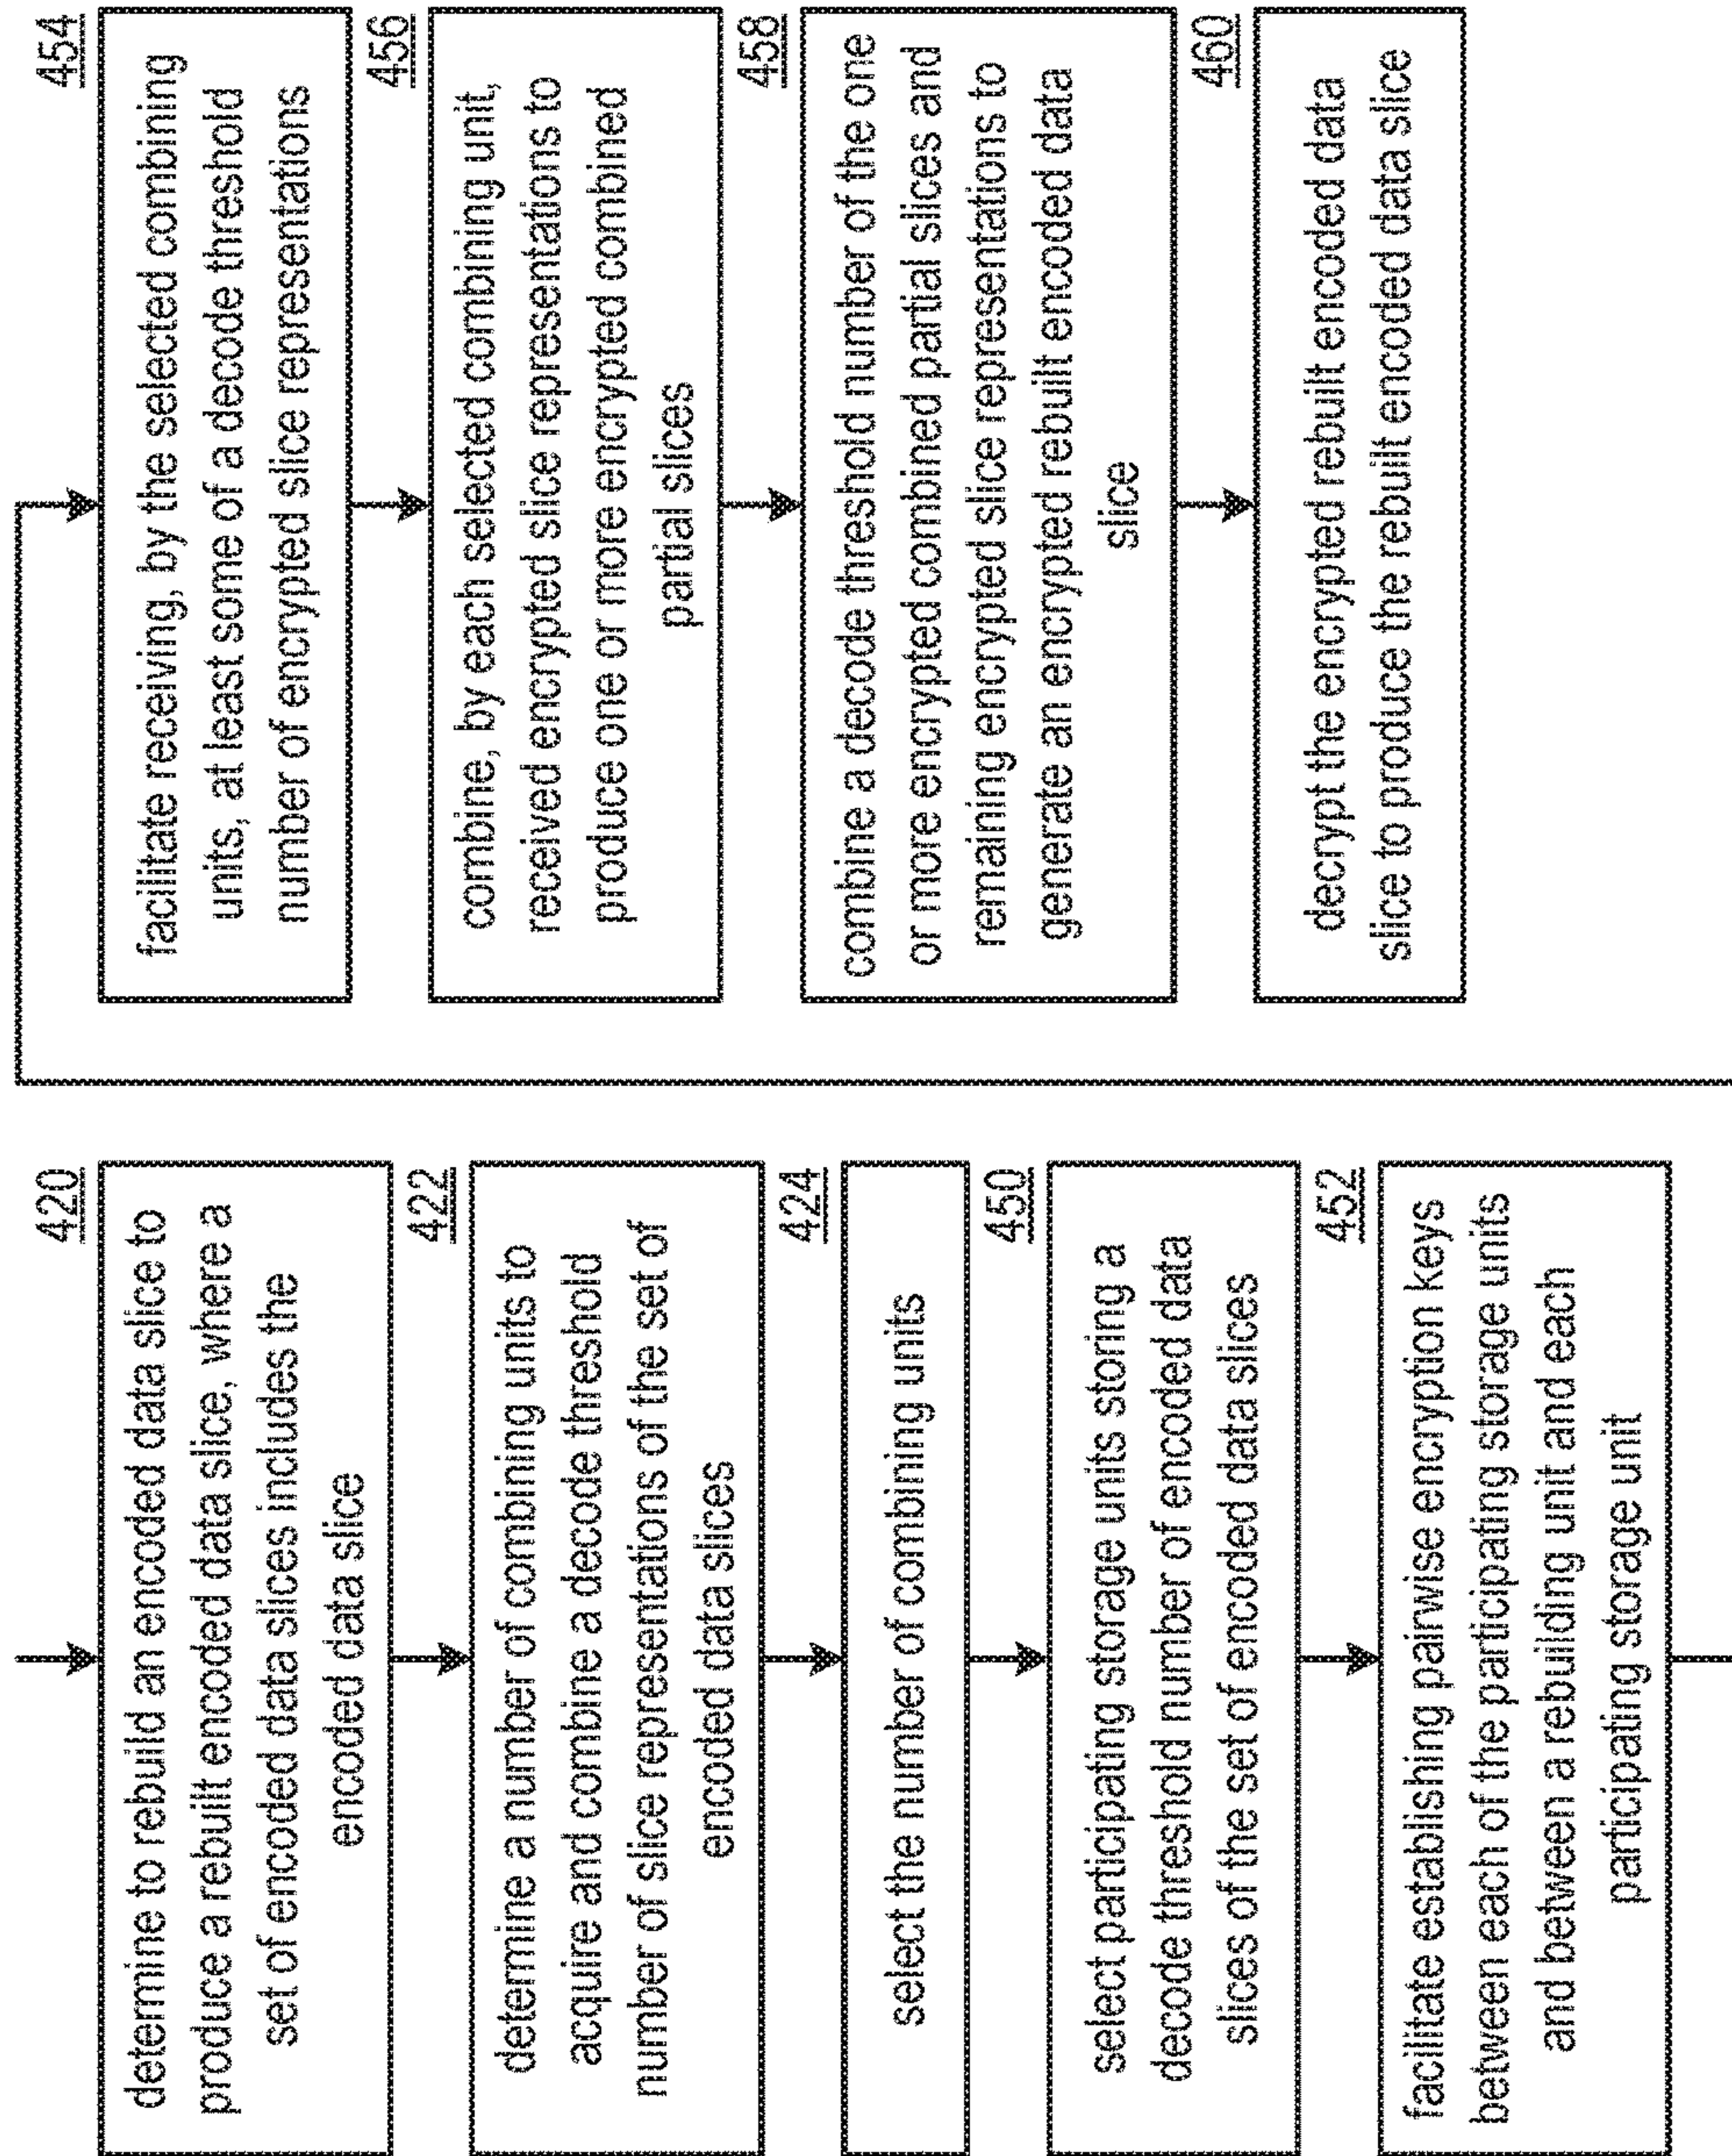 420
determine to rebuild an encoded data slice to
produce a rebuilt encoded data slice, where a
set of encoded data slices includes the
encoded data slice
422
determine a number of combining units to
acquire and combine a decode threshold
number of slice representations of the set of
encoded data slices
424
select the number of combining units
450
select participating storage units storing a
decode threshold number of encoded data
slices of the set of encoded data slices
452
facilitate establishing pairwise encryption keys
between each of the participating storage units
and between a rebuilding unit and each
participating storage unit
454
facilitate receiving, by the selected combining
units, at least some of a decode threshold
number of encrypted slice representations
456
combine, by each selected combining unit,
received encrypted slice representations to
produce one or more encrypted combined
partial slices
458
combine a decode threshold number of the one
or more encrypted combined partial slices and
remaining encrypted slice representations to
generate an encrypted rebuilt encoded data
slice
460
decrypt the encrypted rebuilt encoded data
slice to produce the rebuilt encoded data slice